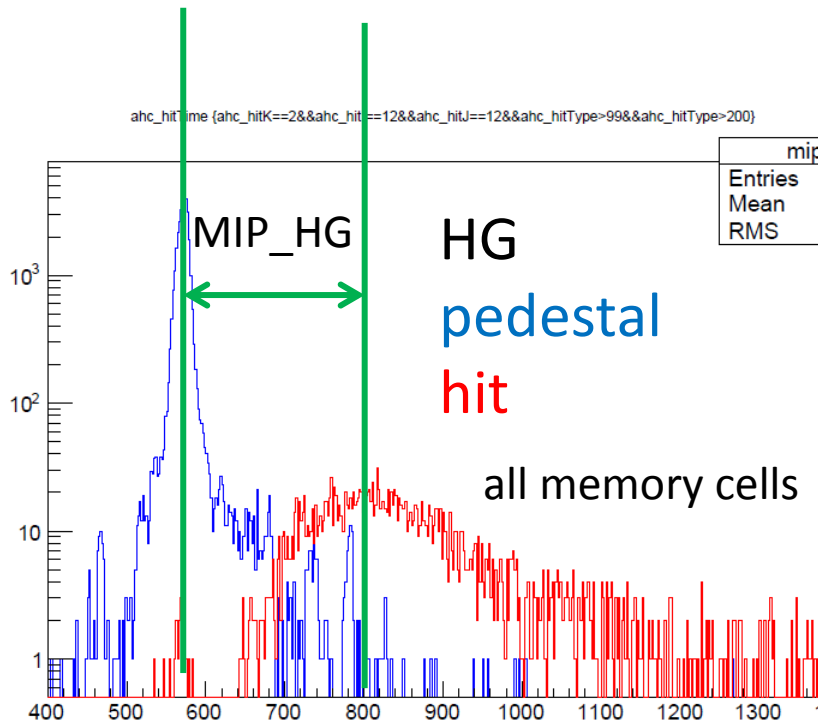 ahc_hitTime {ahc_hitK==2&&ahc_hit ==12&&ahc_hitJ==12&&ahc_hitType>99&&ahc_hitType>200}
mip
Entries
Mean
RMS
MIP_HG
HG
pedestal
hit
all memory cells
10³
10²
10
1
400 500 600 700 800 900 1000 1100 1200 1300